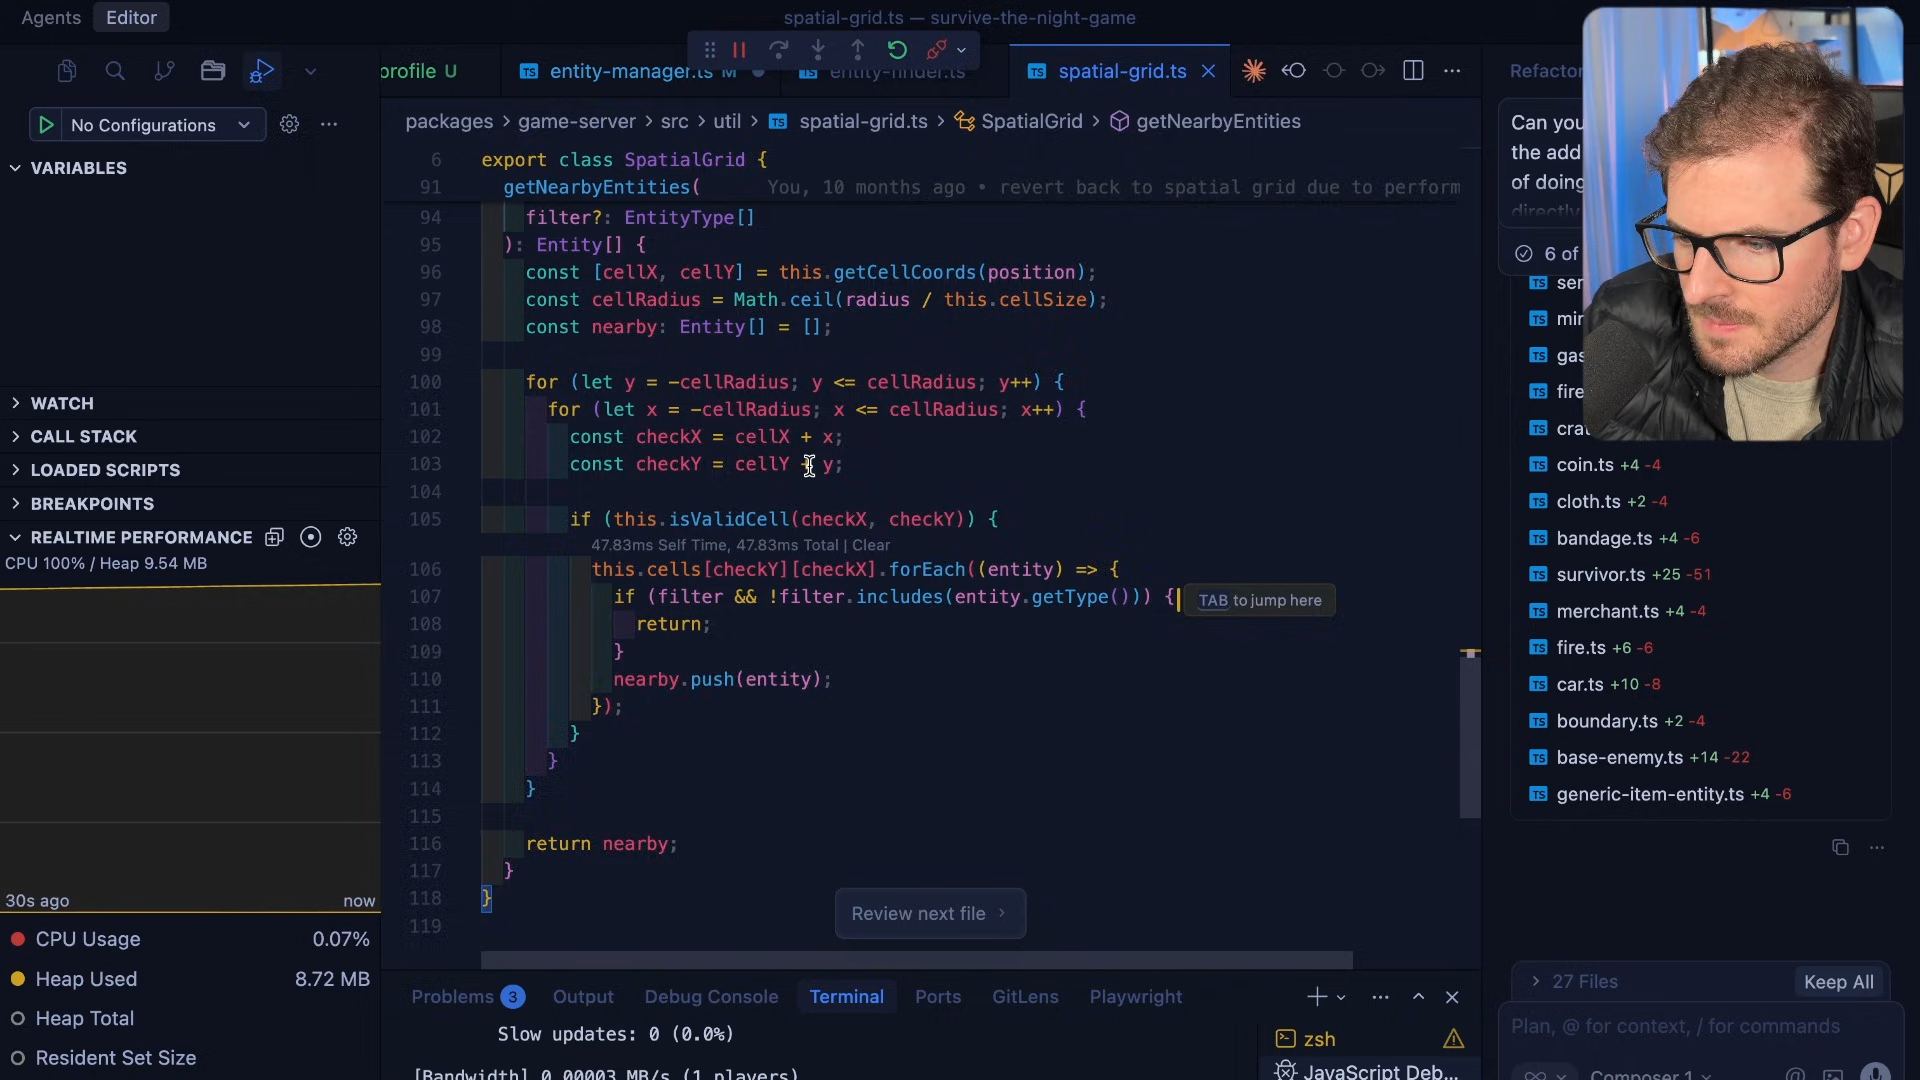 Agents Editor
spatial-grid.ts — survive-the-night-game
profile U
entity-manager.ts M
entity-finder.ts
spatial-grid.ts
No Configurations
VARIABLES
WATCH
CALL STACK
LOADED SCRIPTS
BREAKPOINTS
REALTIME PERFORMANCE
CPU 100% / Heap 9.54 MB
30s ago now
CPU Usage 0.07%
Heap Used 8.72 MB
Heap Total
Resident Set Size
packages > game-server > src > util > TS spatial-grid.ts > SpatialGrid > getNearbyEntities
6 export class SpatialGrid {
91 getNearbyEntities( You, 10 months ago • revert back to spatial grid due to perform
94 filter?: EntityType[]
95 ): Entity[] {
96 const [cellX, cellY] = this.getCellCoords(position);
97 const cellRadius = Math.ceil(radius / this.cellSize);
98 const nearby: Entity[] = [];
99
100 for (let y = -cellRadius; y <= cellRadius; y++) {
101 for (let x = -cellRadius; x <= cellRadius; x++) {
102 const checkX = cellX + x;
103 const checkY = cellY + y;
104
105 if (this.isValidCell(checkX, checkY)) {
47.83ms Self Time, 47.83ms Total | Clear
106 this.cells[checkY][checkX].forEach((entity) => {
107 if (filter && !filter.includes(entity.getType())) { TAB to jump here
108 return;
109 }
110 nearby.push(entity);
111 });
112 }
113 }
114 }
115
116 return nearby;
117 }
118 }
119
Review next file >
Problems 3 Output Debug Console Terminal Ports GitLens Playwright
Slow updates: 0 (0.0%)
[Bandwidth] 0.00003 MB/s (1 players)
zsh
JavaScript Deb...
Refactor
Can you
the add
of doing
directly
6 of
ser
mir
gas
fire
crat
TS coin.ts +4 -4
TS cloth.ts +2 -4
TS bandage.ts +4 -6
TS survivor.ts +25 -51
TS merchant.ts +4 -4
TS fire.ts +6 -6
TS car.ts +10 -8
TS boundary.ts +2 -4
TS base-enemy.ts +14 -22
TS generic-item-entity.ts +4 -6
> 27 Files Keep All
Plan, @ for context, / for commands
Composer 1